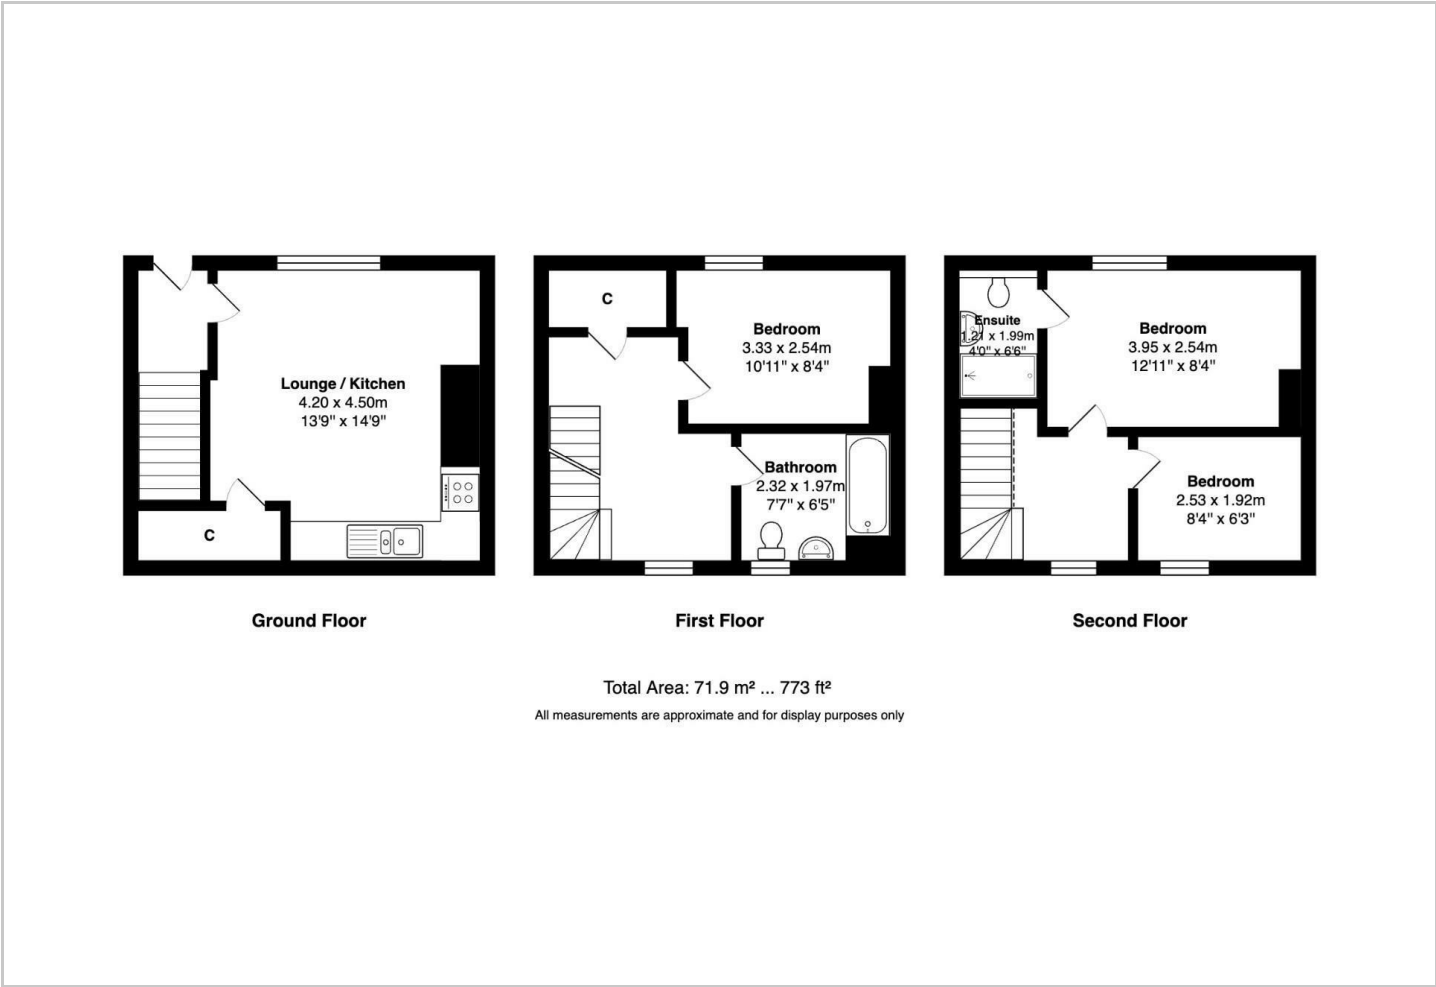 Lounge / Kitchen
4.20 x 4.50m
13'9" x 14'9"
C
Ground Floor
C
Bedroom
3.33 x 2.54m
10'11" x 8'4"
Bathroom
2.32 x 1.97m
7'7" x 6'5"
First Floor
Ensuite
1.21 x 1.99m
4'0" x 6'6"
Bedroom
3.95 x 2.54m
12'11" x 8'4"
Bedroom
2.53 x 1.92m
8'4" x 6'3"
Second Floor
Total Area: 71.9 m² ... 773 ft²
All measurements are approximate and for display purposes only